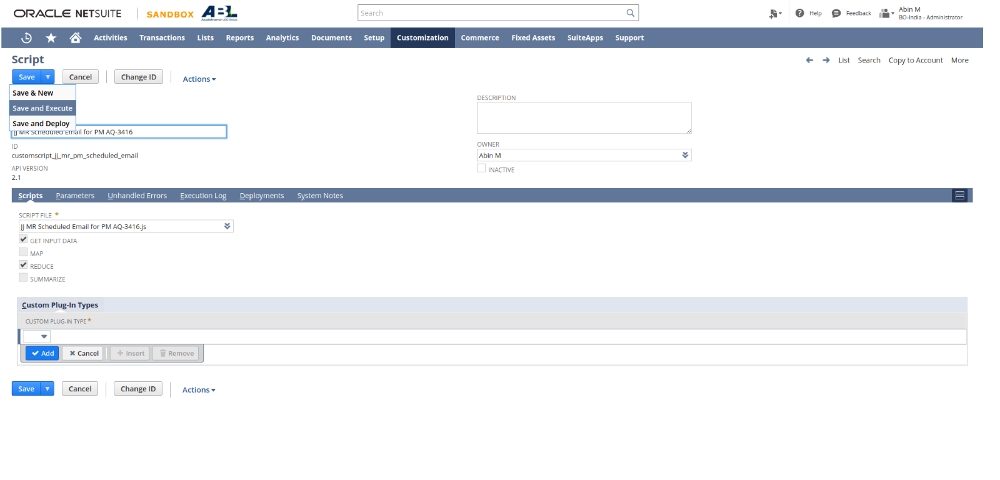 ORACLE NETSUITE
SANDBOX
ABL
Search
Help
Feedback
Abin M
BO-India - Administrator
Activities
Transactions
Lists
Reports
Analytics
Documents
Setup
Customization
Commerce
Fixed Assets
SuiteApps
Support
Script
List
Search
Copy to Account
More
Save
Cancel
Change ID
Actions
Save & New
Save and Execute
Save and Deploy
JJ MR Scheduled Email for PM AQ-3416
ID
customscript_jj_mr_pm_scheduled_email
API VERSION
2.1
DESCRIPTION
OWNER
Abin M
INACTIVE
Scripts
Parameters
Unhandled Errors
Execution Log
Deployments
System Notes
SCRIPT FILE *
JJ MR Scheduled Email for PM AQ-3416.js
GET INPUT DATA
MAP
REDUCE
SUMMARIZE
Custom Plug-In Types
CUSTOM PLUG-IN TYPE *
Add
Cancel
Insert
Remove
Save
Cancel
Change ID
Actions